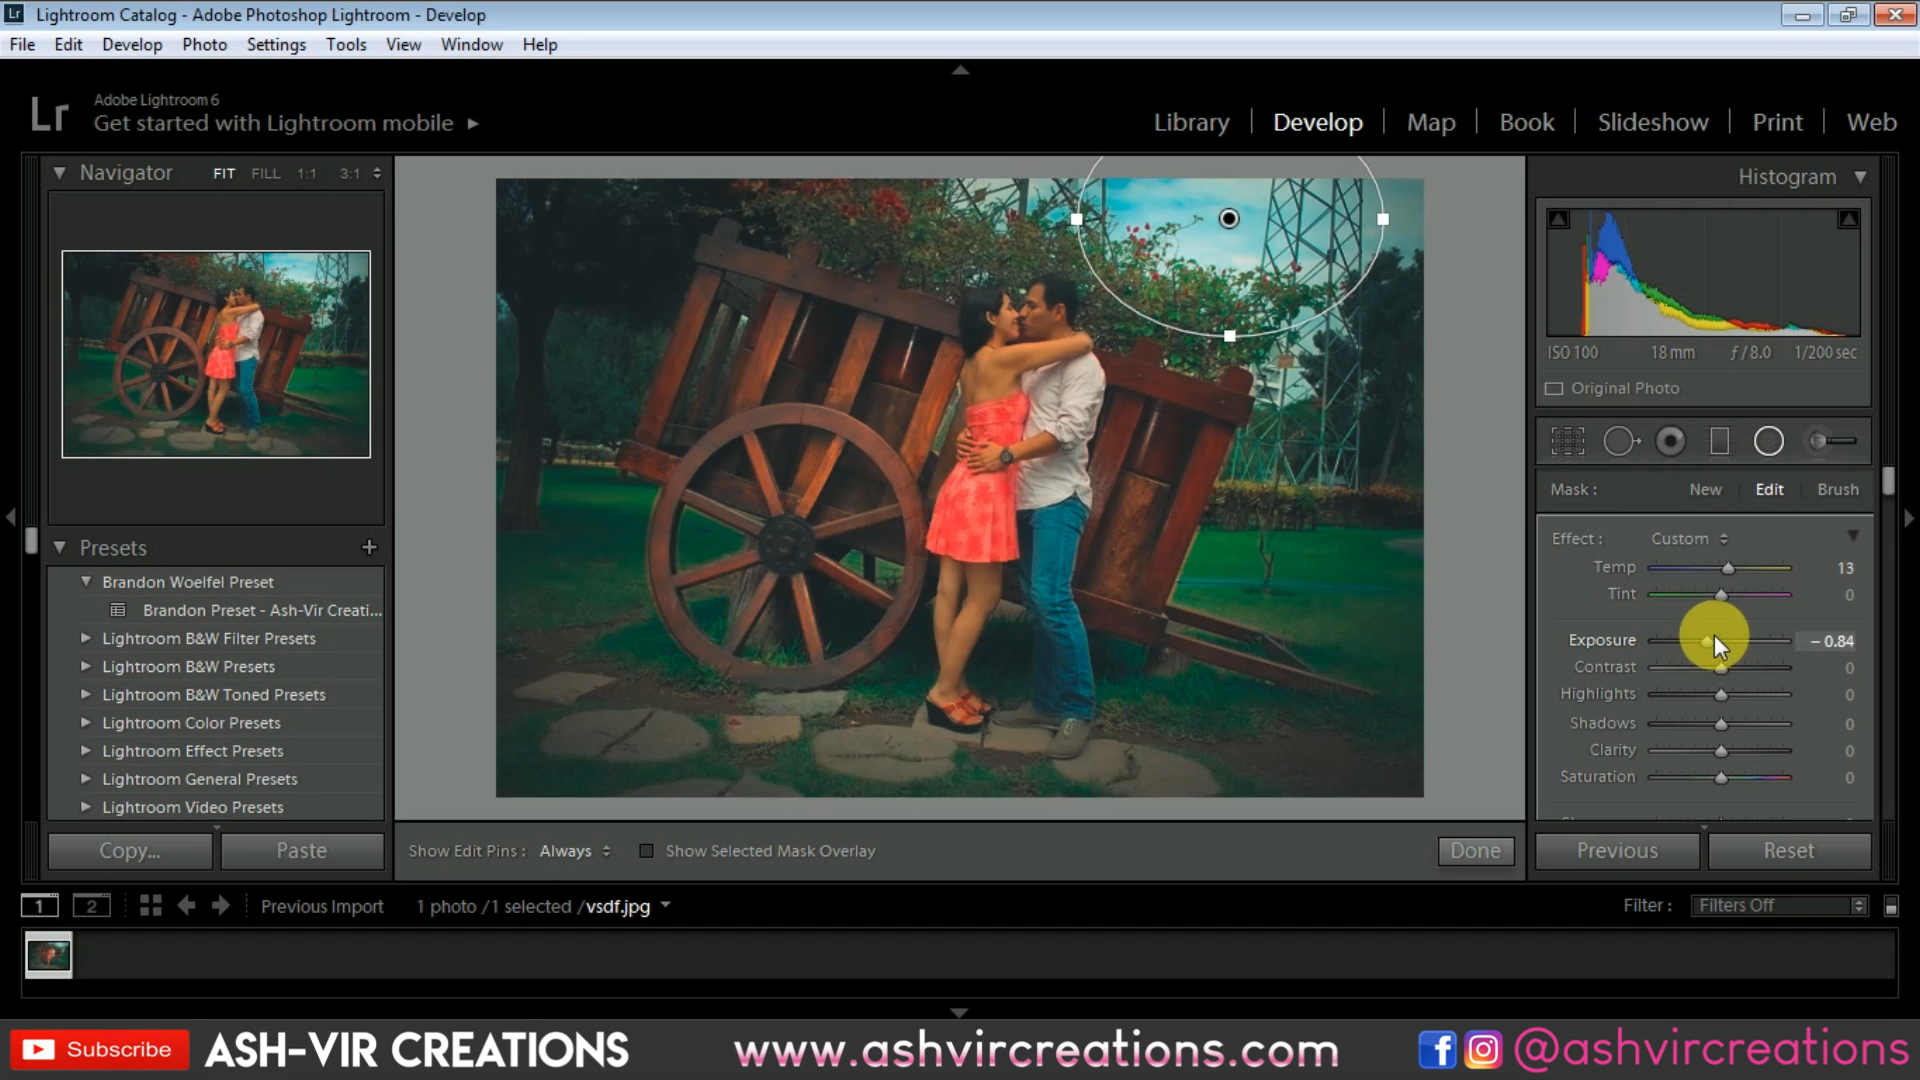 Lr Lightroom Catalog - Adobe Photoshop Lightroom - Develop
File Edit Develop Photo Settings Tools View Window Help
Lr
Adobe Lightroom 6
Get started with Lightroom mobile
Library Develop Map Book Slideshow Print Web
Navigator FIT FILL 1:1 3:1
Histogram
ISO 100 18 mm ƒ / 8.0 1/200 sec
Original Photo
Mask : New Edit Brush
Effect : Custom
Temp 13
Tint 0
Exposure – 0.84
Contrast 0
Highlights 0
Shadows 0
Clarity 0
Saturation 0
Presets +
Brandon Woelfel Preset
Brandon Preset - Ash-Vir Creati...
Lightroom B&W Filter Presets
Lightroom B&W Presets
Lightroom B&W Toned Presets
Lightroom Color Presets
Lightroom Effect Presets
Lightroom General Presets
Lightroom Video Presets
Copy... Paste
Show Edit Pins : Always Show Selected Mask Overlay Done
Previous Reset
1 2 Previous Import 1 photo /1 selected /vsdf.jpg
Filter : Filters Off
Subscribe ASH-VIR CREATIONS www.ashvircreations.com @ashvircreations